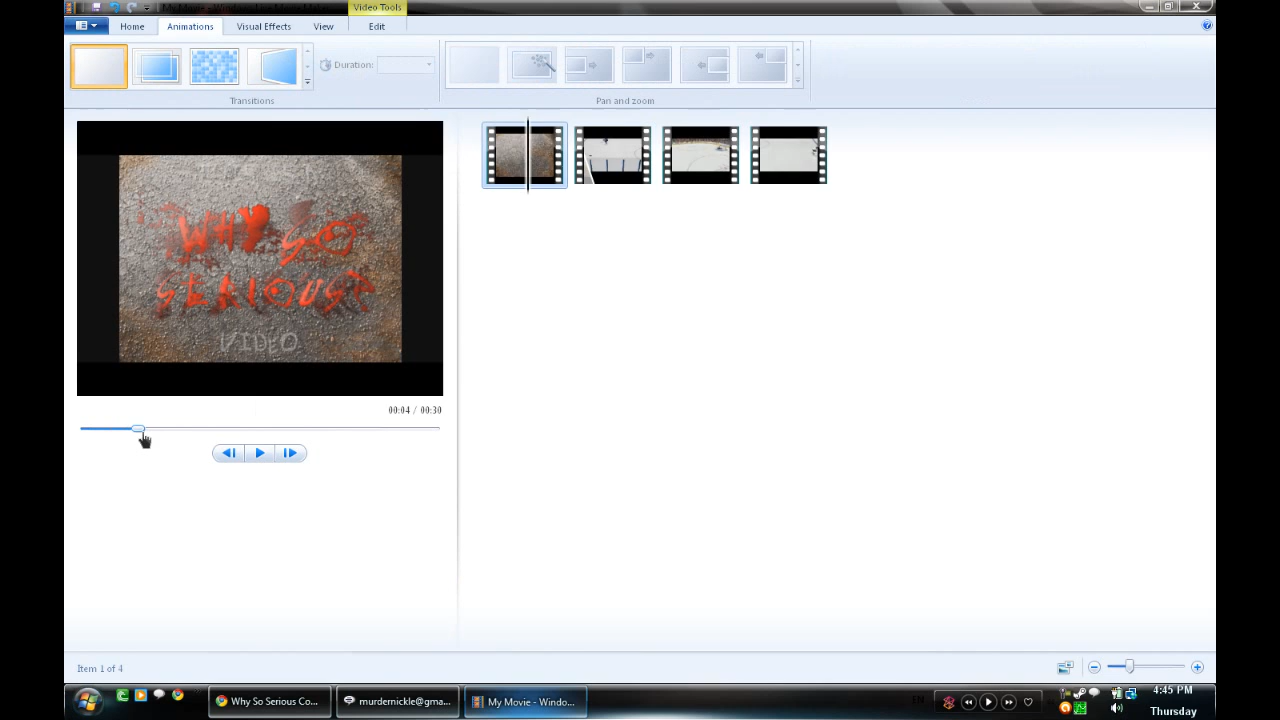 Video Tools
Home
Animations
Visual Effects
View
Edit
Duration:
Transitions
Pan and zoom
WHY SO
SERIOUS?
VIDEO
00:04 / 00:30
Item 1 of 4
Why So Serious Co...
murdernickle@gma...
My Movie - Windo...
EN
4:45 PM
Thursday